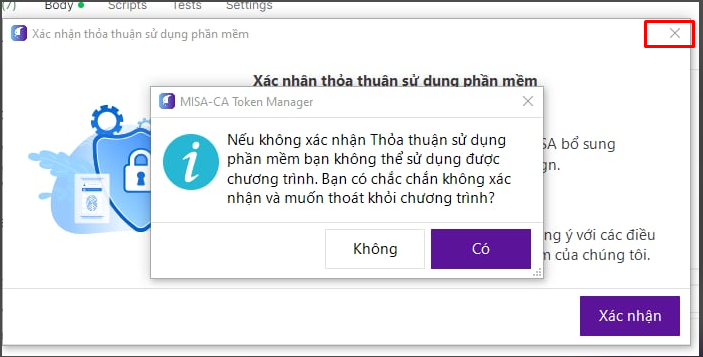 (7) Body Scripts Tests Settings
Xác nhận thỏa thuận sử dụng phần mềm
Xác nhận thỏa thuận sử dụng phần mềm
MISA-CA Token Manager
Nếu không xác nhận Thỏa thuận sử dụng
phần mềm bạn không thể sử dụng được
chương trình. Bạn có chắc chắn không xác
nhận và muốn thoát khỏi chương trình?
SA bổ sung
gn.
Không Có
ng ý với các điều
m của chúng tôi.
Xác nhận